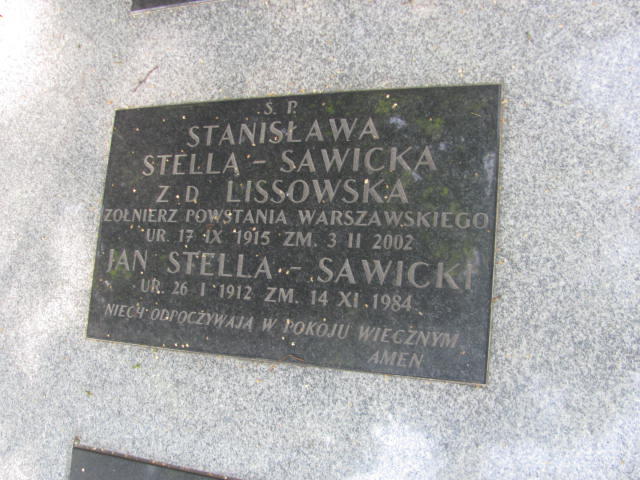 Ś. P.
STANISŁAWA
STELLA - SAWICKA
Z D. LISSOWSKA
ŻOŁNIERZ POWSTANIA WARSZAWSKIEGO
UR. 17 IX 1915 ZM. 3 II 2002
JAN STELLA - SAWICKI
UR. 26 I 1912 ZM. 14 XI 1984
NIECH ODPOCZYWAJĄ W POKOJU WIECZNYM
AMEN